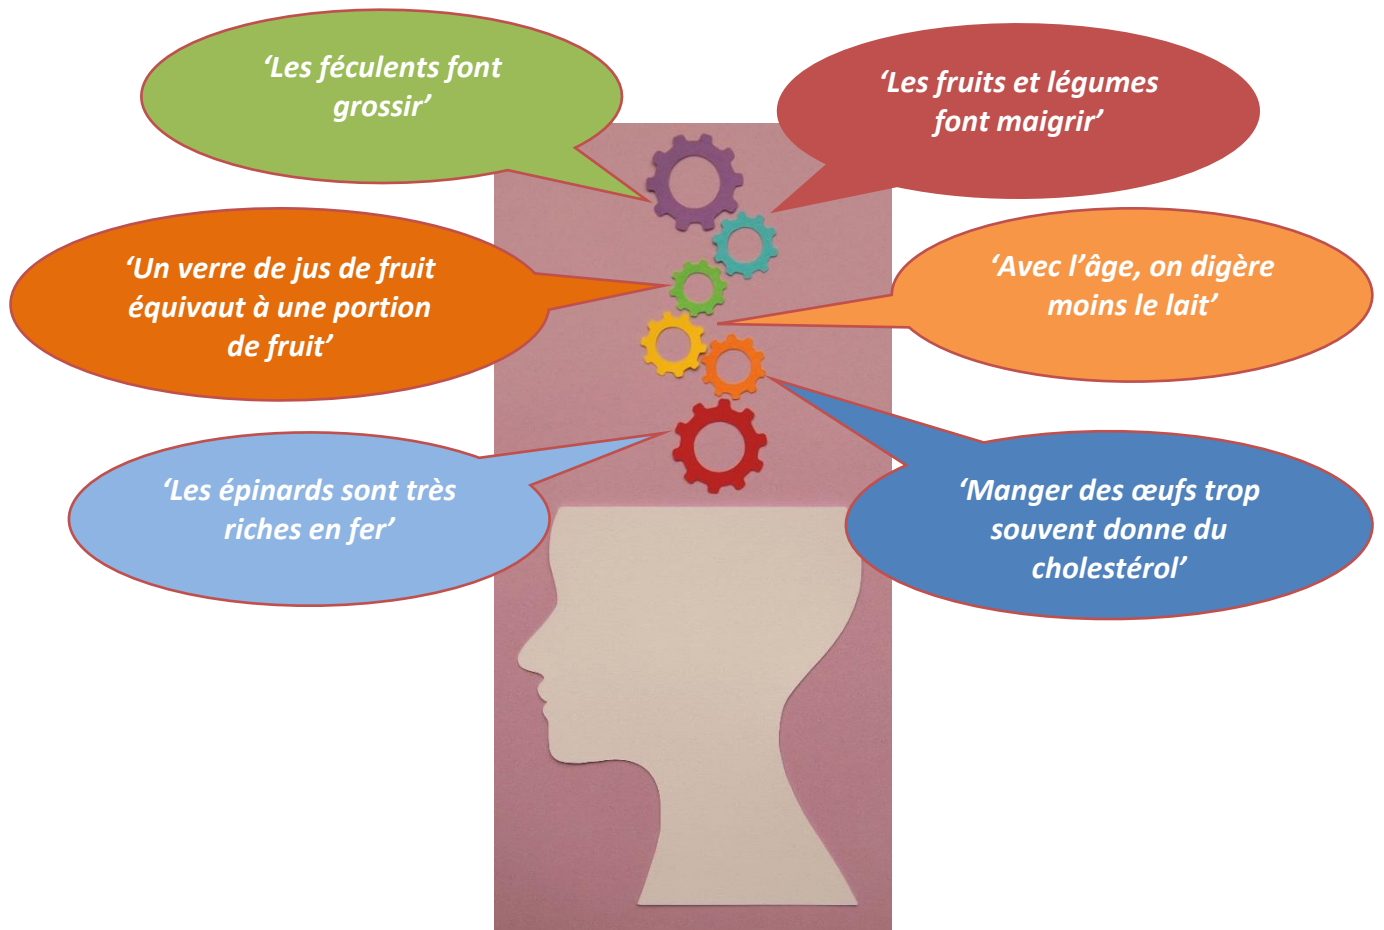 ‘Les féculents font
grossir’
‘Les fruits et légumes
font maigrir’
‘Un verre de jus de fruit
équivaut à une portion
de fruit’
‘Avec l’âge, on digère
moins le lait’
‘Les épinards sont très
riches en fer’
‘Manger des œufs trop
souvent donne du
cholestérol’